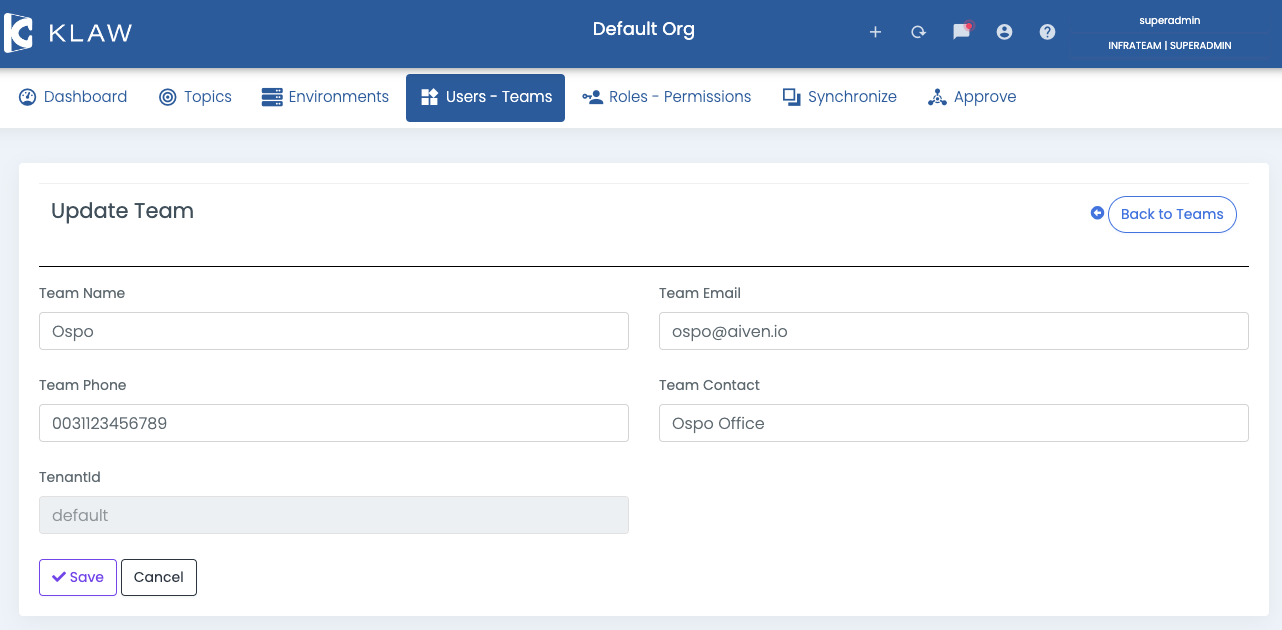 KLAW
Default Org
superadmin
INFRATEAM | SUPERADMIN
Dashboard
Topics
Environments
Users - Teams
Roles - Permissions
Synchronize
Approve
Update Team
Back to Teams
Team Name
Team Email
Ospo
ospo@aiven.io
Team Phone
Team Contact
0031123456789
Ospo Office
TenantId
default
Save
Cancel